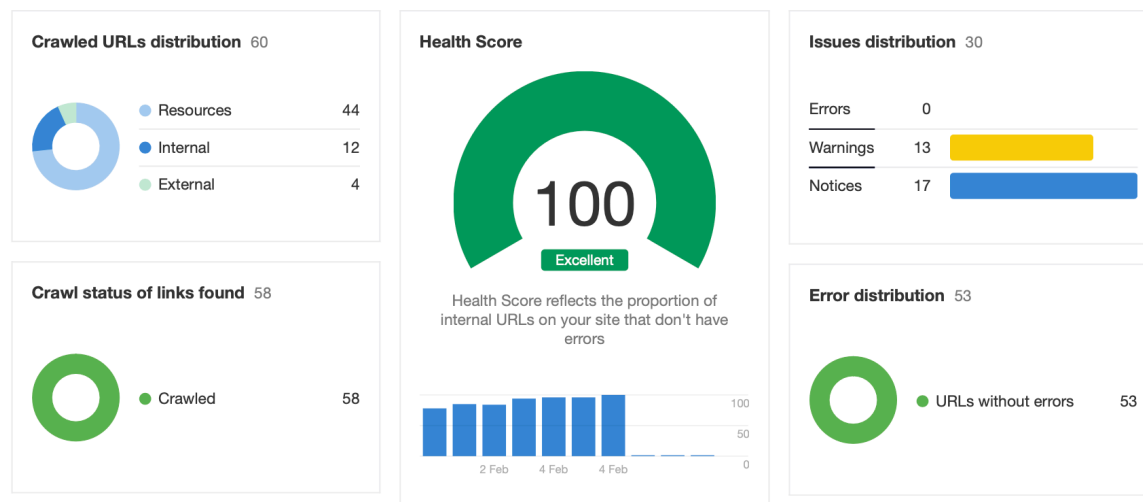 Crawled URLs distribution 60
Resources 44
Internal 12
External 4
Crawl status of links found 58
Crawled 58
Health Score
100
Excellent
Health Score reflects the proportion of
internal URLs on your site that don't have
errors
100
50
0
2 Feb 4 Feb 4 Feb
Issues distribution 30
Errors 0
Warnings 13
Notices 17
Error distribution 53
URLs without errors 53